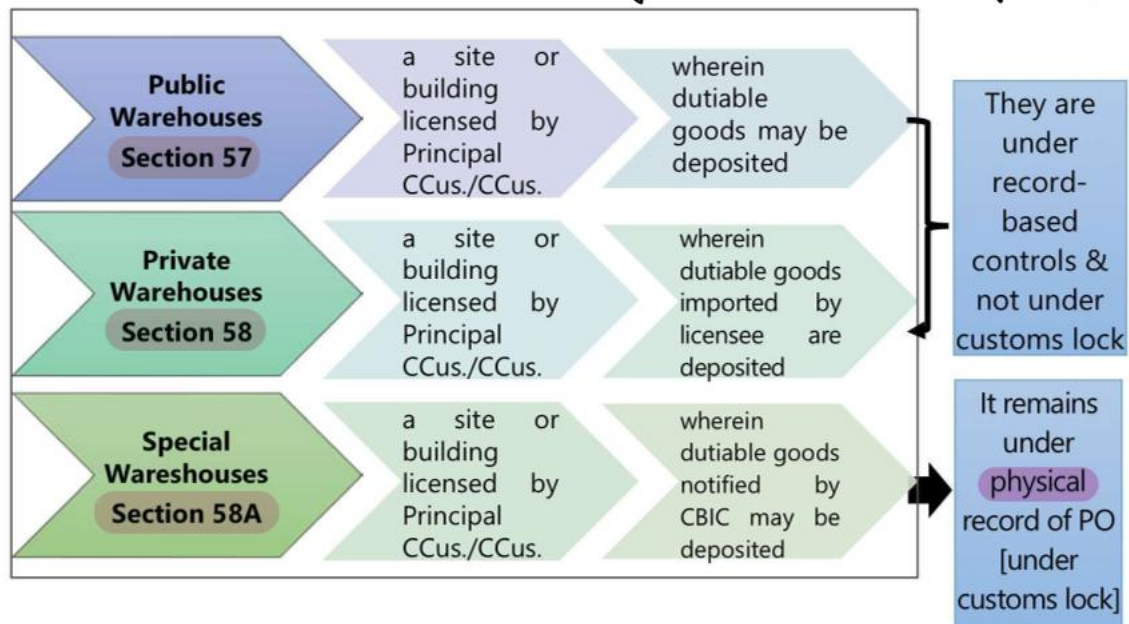 Public
Warehouses
Section 57
a site or
building
licensed by
Principal
CCus./CCus.
wherein
dutiable
goods may be
deposited
They are
under
record-
based
controls &
not under
customs lock
Private
Warehouses
Section 58
a site or
building
licensed by
Principal
CCus./CCus.
wherein
dutiable goods
imported by
licensee are
deposited
Special
Wareshouses
Section 58A
a site or
building
licensed by
Principal
CCus./CCus.
wherein
dutiable goods
notified by
CBIC may be
deposited
It remains
under
physical
record of PO
[under
customs lock]